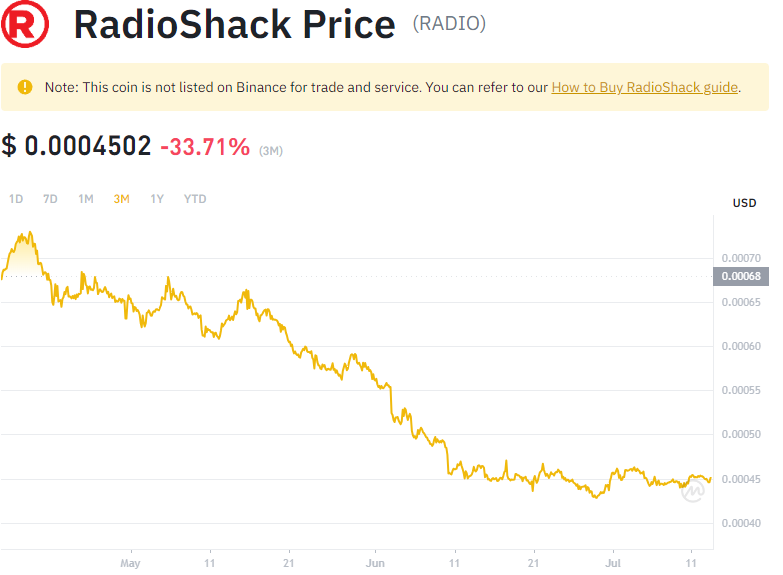 R
RadioShack Price (RADIO)
Note: This coin is not listed on Binance for trade and service. You can refer to our How to Buy RadioShack guide.
$ 0.0004502 -33.71% (3M)
1D 7D 1M 3M 1Y YTD
USD
0.00070
0.00068
0.00065
0.00060
0.00055
0.00050
0.00045
0.00040
May 11 21 Jun 11 21 Jul 11